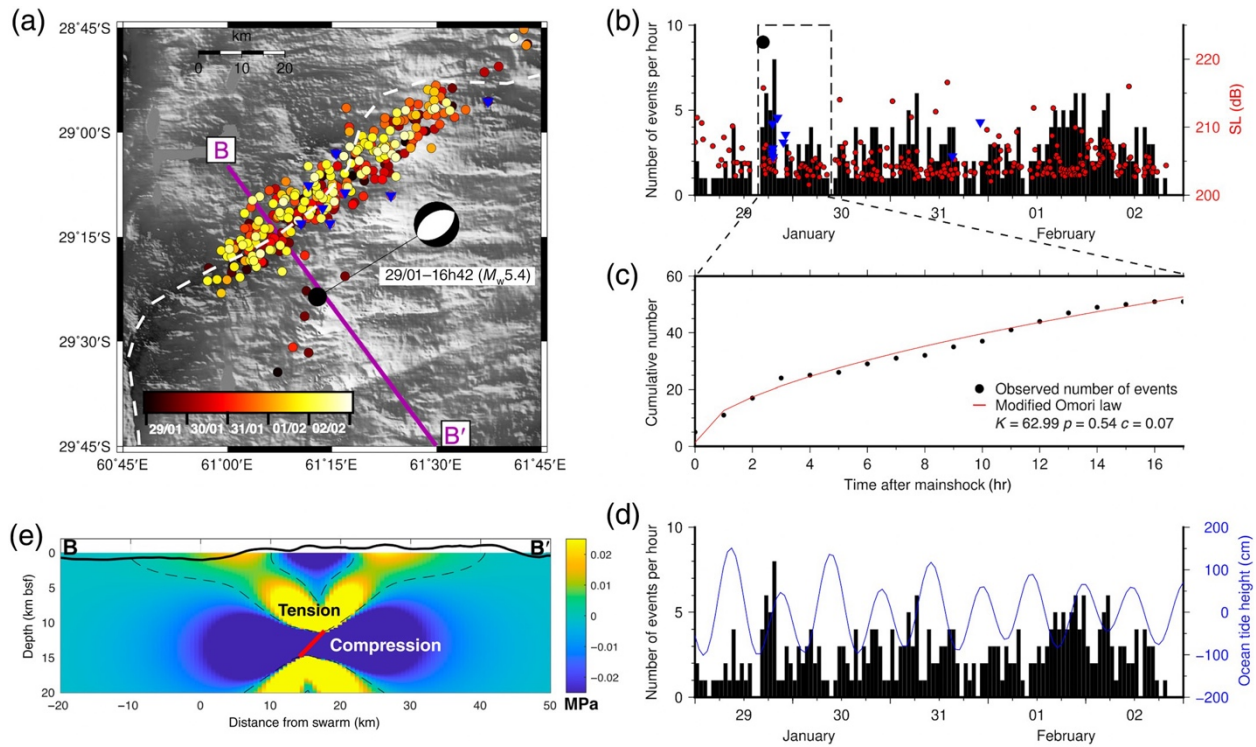 (a)
28°45'S
29°00'S
29°15'S
29°30'S
29°45'S
km
0 10 20
B
29/01–16h42 (Mw5.4)
29/01 30/01 31/01 01/02 02/02
B'
60°45'E 61°00'E 61°15'E 61°30'E 61°45'E
(b)
Number of events per hour
10
5
0
220
210
200
SL (dB)
29 30 31 01 02
January February
(c)
Cumulative number
60
40
20
0
Observed number of events
Modified Omori law
K = 62.99 p = 0.54 c = 0.07
0 2 4 6 8 10 12 14 16
Time after mainshock (hr)
(e)
B B'
Depth (km bsf)
0
5
10
15
20
Tension
Compression
0.02
0.01
0
−0.01
−0.02
MPa
−20 −10 0 10 20 30 40 50
Distance from swarm (km)
(d)
Number of events per hour
10
5
0
200
100
0
−100
−200
Ocean tide height (cm)
29 30 31 01 02
January February